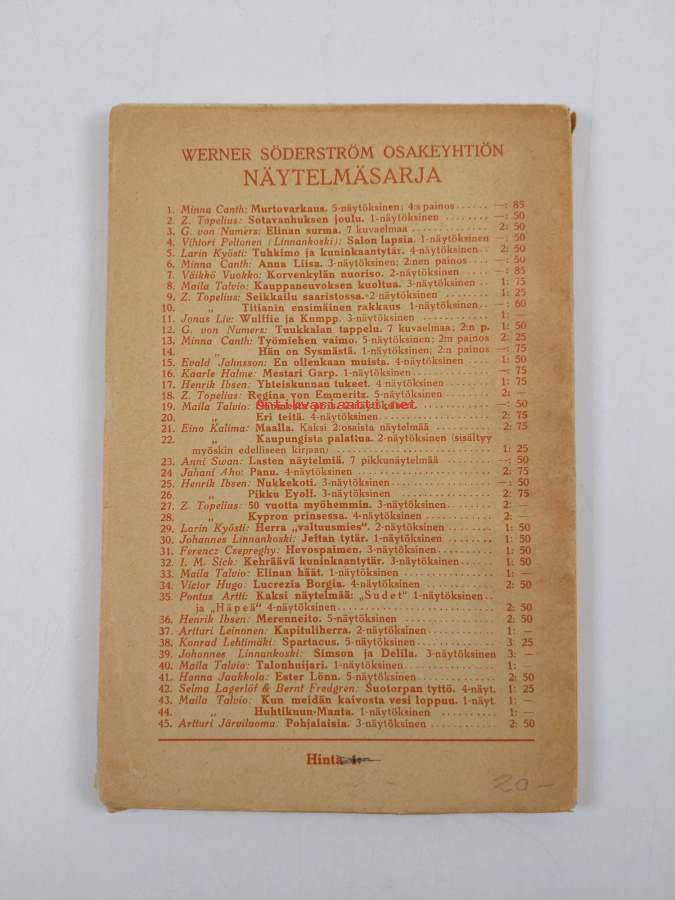 WERNER SÖDERSTRÖM OSAKEYHTIÖN
NÄYTELMÄSARJA
1. Minna Canth: Murtovarkaus. 5-näytöksinen; 4:s painos —: 85
2. Z. Topelius: Sotavanhuksen joulu. 1-näytöksinen —: 50
3. G. von Numers: Elinan surma. 7 kuvaelmaa 2: 50
4. Vihtori Peltonen (Linnankoski): Salon lapsia. 1-näytöksinen —: 50
5. Larin Kyösti: Tuhkimo ja kuninkaantytär. 4-näytöksinen 2: 50
6. Minna Canth: Anna Liisa. 3-näytöksinen; 2:nen painos —: 50
7. Väikkö Vuokko: Korvenkylän nuoriso. 2-näytöksinen —: 85
8. Maila Talvio: Kauppaneuvoksen kuoltua. 3-näytöksinen 1: 75
9. Z. Topelius: Seikkailu saaristossa. 2-näytöksinen 1: 25
10. „ Titianin ensimäinen rakkaus 1-näytöksinen —: 60
11. Jonas Lie: Wulffie ja Kumpp. 3-näytöksinen 1: —
12. G. von Numers: Tuukkalan tappelu. 7 kuvaelmaa; 2:n p. 1: 50
13. Minna Canth: Työmiehen vaimo. 5-näytöksinen; 2:n painos 2: 25
14. „ Hän on Sysmästä. 1-näytöksinen; 2:n painos —: 75
15. Evald Jahnsson: En ollenkaan muista. 4-näytöksinen 1: 50
16. Kaarle Halme: Mestari Garp. 1-näytöksinen —: 75
17. Henrik Ibsen: Yhteiskunnan tukeet. 4 näytöksinen 1: 75
18. Z. Topelius: Regina von Emmeritz. 5-näytöksinen 2: —
19. Maila Talvio: —: 50
20. „ Eri teitä. 4-näytöksinen 2: 75
21. Eino Kalima: Maalla. Kaksi 2:osaista näytelmää 2: 75
22. „ Kaupungista palattua. 2-näytöksinen (sisältyy
myöskin edelliseen kirjaan) 1: 25
23. Anni Swan: Lasten näytelmiä. 7 pikkunäytelmää —: 50
24 Juhani Aho: Panu. 4-näytöksinen 2: 75
25. Henrik Ibsen: Nukkekoti. 3-näytöksinen —: 50
26. „ Pikku Eyolf. 3-näytöksinen 2: 75
27. Z. Topelius: 50 vuotta myöhemmin. 3-näytöksinen 2: —
28. „ Kypron prinsessa. 4-näytöksinen 2: —
29. Larin Kyösti: Herra „valtuusmies“. 2-näytöksinen 1: 50
30. Johannes Linnankoski: Jeftan tytär. 1-näytöksinen 1: 50
31. Ferencz Csepreghy: Hevospaimen. 3-näytöksinen 1: 50
32. I. M. Sick: Kehräävä kuninkaantytär. 3-näytöksinen 1: 50
33. Maila Talvio: Elinan häät. 1-näytöksinen 1: —
34. Victor Hugo: Lucrezia Borgia. 4-näytöksinen 2: 50
35. Pontus Artti: Kaksi näytelmää: „Sudet“ 1-näytöksinen
ja „Häpeä“ 4-näytöksinen 2: 50
36. Henrik Ibsen: Merenneito. 5-näytöksinen 2: 50
37. Artturi Leinonen: Kapituliherra. 2-näytöksinen 1: —
38. Konrad Lehtimäki: Spartacus. 5-näytöksinen 3: 25
39. Johannes Linnankoski: Simson ja Delila. 3-näytöksinen 3: —
40. Maila Talvio: Talonhuijari. 1-näytöksinen 1:
41. Hanna Jaakkola: Ester Lönn. 5-näytöksinen 2: 50
42. Selma Lagerlöf & Bernt Fredgren: Suotorpan tyttö. 4-näyt. 1: 25
43. Maila Talvio: Kun meidän kaivosta vesi loppuu. 1-näyt. 1: —
44. „ Huhtikuun-Manta. 1-näytöksinen 1: —
45. Artturi Järviluoma: Pohjalaisia. 3-näytöksinen 2: 50
Hinta
20 —